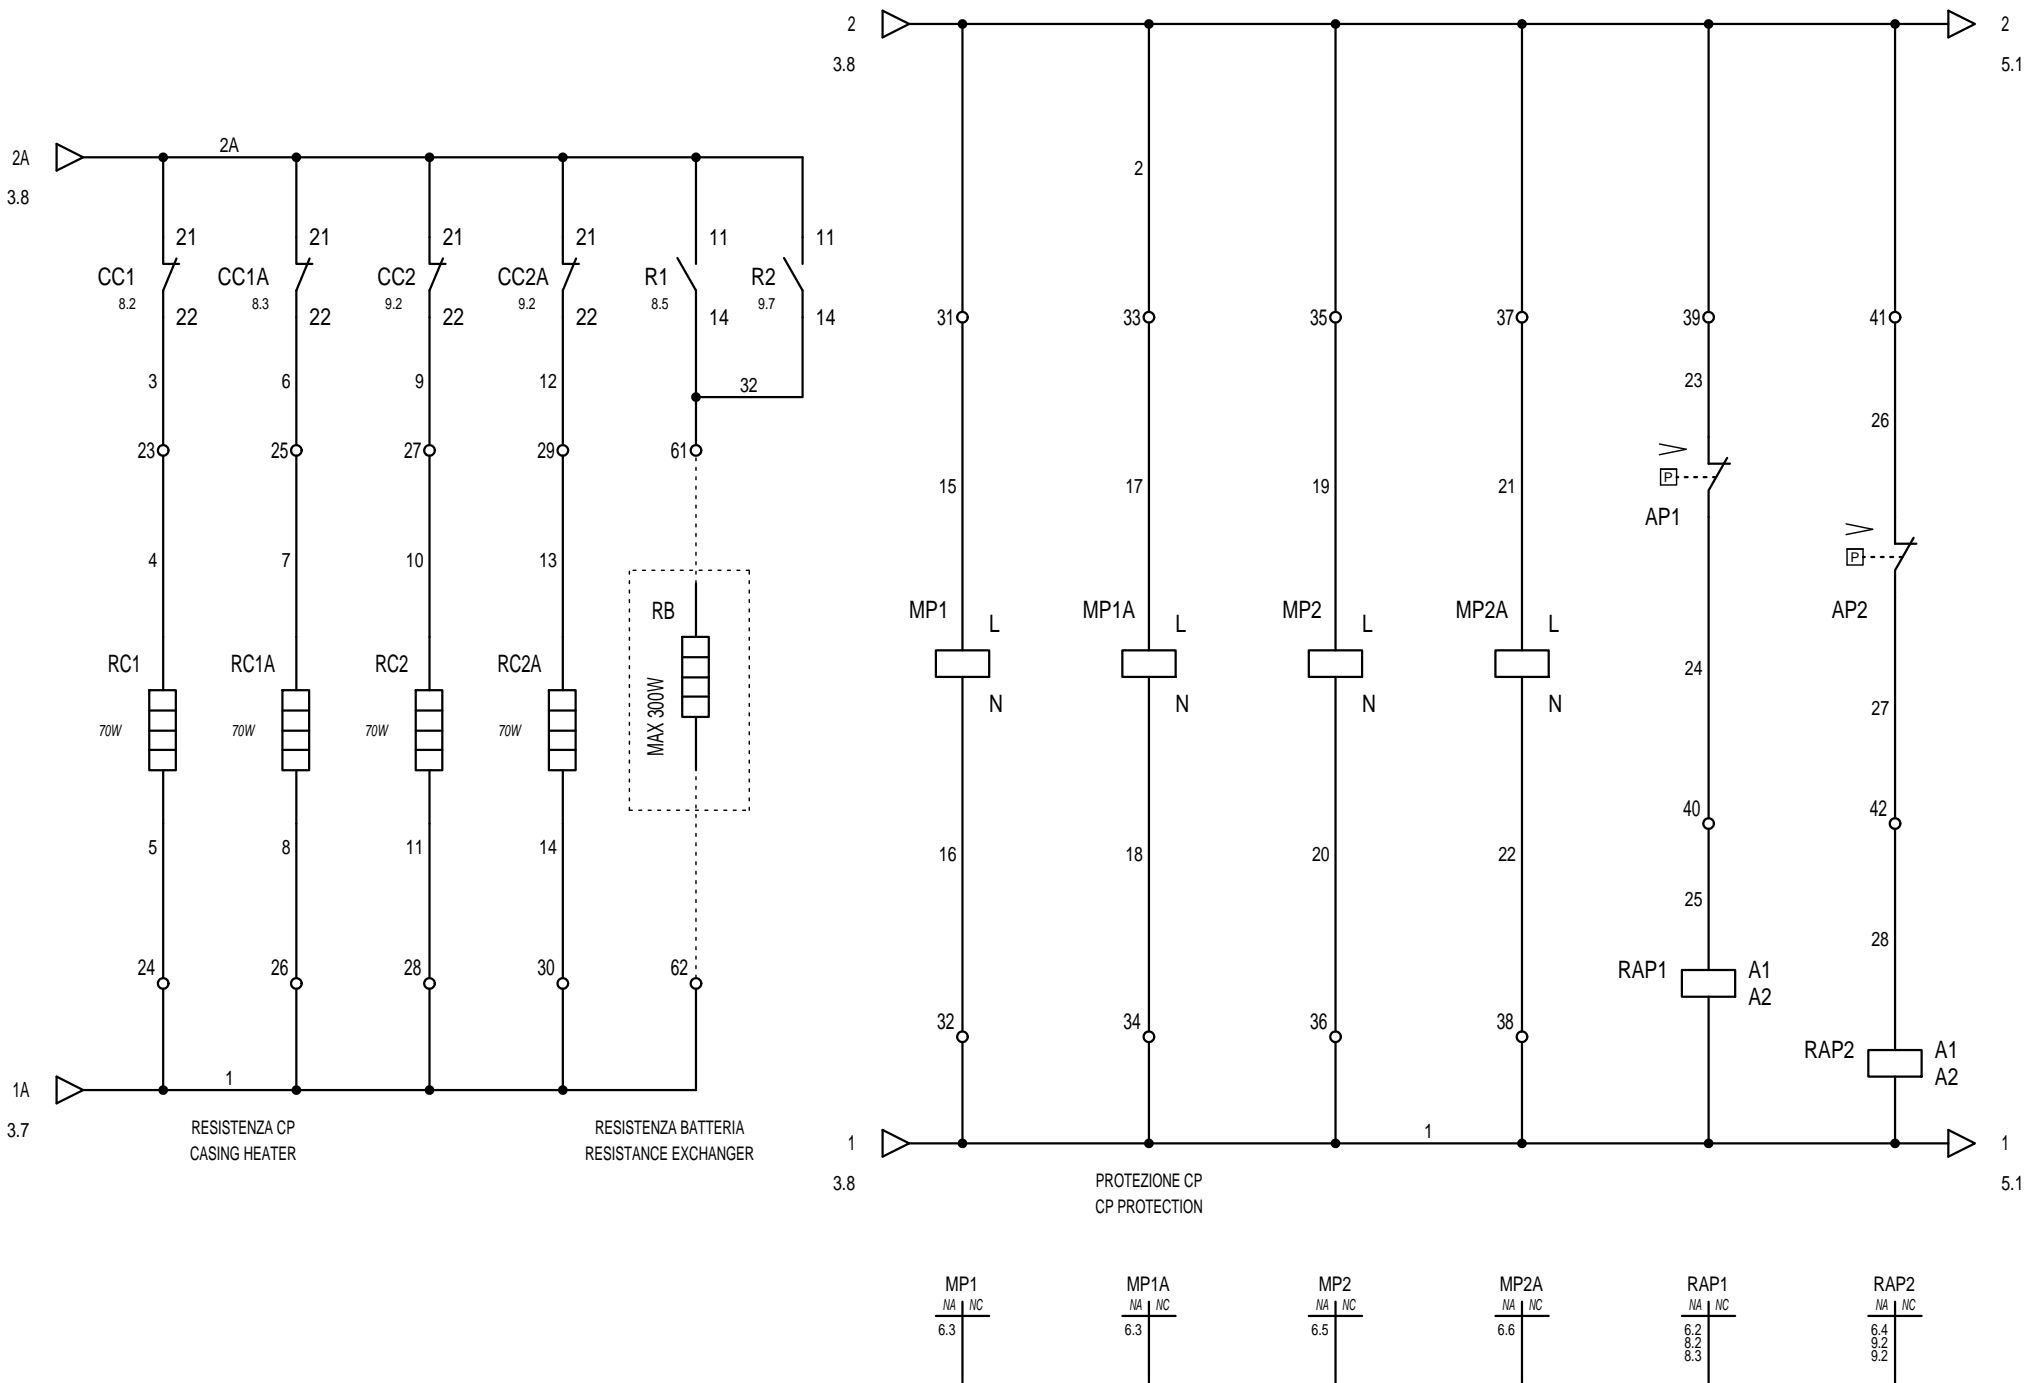 2
2
3.8
5.1
2A
2A
3.8
2
21
21
21
21
11
11
CC1
CC1A
CC2
CC2A
R1
R2
8.2
8.3
9.2
9.2
8.5
9.7
22
22
22
22
14
14
31
33
35
37
39
41
3
6
9
12
32
23
26
23
25
27
29
61
P
AP1
15
17
19
21
P
AP2
4
7
10
13
RB
MAX 300W
MP1
L
N
MP1A
L
N
MP2
L
N
MP2A
L
N
RC1
RC1A
RC2
RC2A
70W
70W
70W
70W
24
27
40
42
5
8
11
14
16
18
20
22
25
28
24
26
28
30
62
RAP1
A1
A2
32
34
36
38
RAP2
A1
A2
1A
1
3.7
RESISTENZA CP
CASING HEATER
RESISTENZA BATTERIA
RESISTANCE EXCHANGER
1
1
1
3.8
5.1
PROTEZIONE CP
CP PROTECTION
MP1
NA NC
6.3
MP1A
NA NC
6.3
MP2
NA NC
6.5
MP2A
NA NC
6.6
RAP1
NA NC
6.2
8.2
8.3
RAP2
NA NC
6.4
9.2
9.2